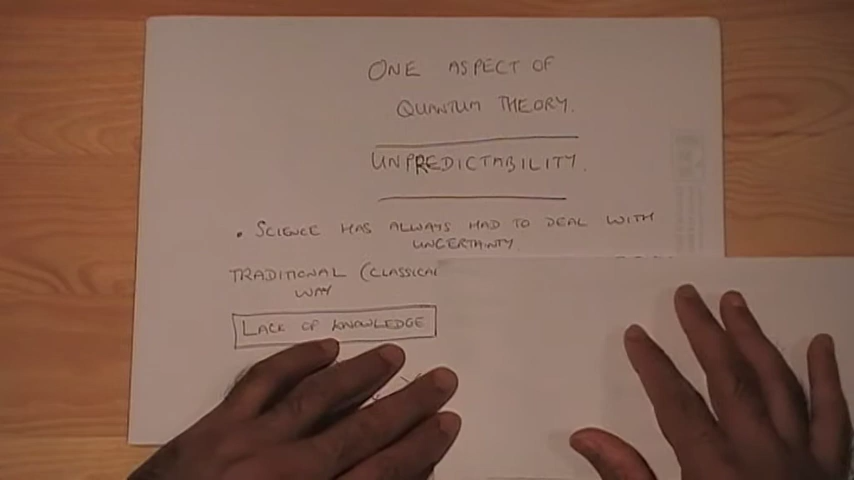 ONE ASPECT OF
QUANTUM THEORY.
UNPREDICTABILITY.
• SCIENCE HAS ALWAYS HAD TO DEAL WITH
UNCERTAINTY
TRADITIONAL (CLASSICAL
WAY
LACK OF KNOWLEDGE